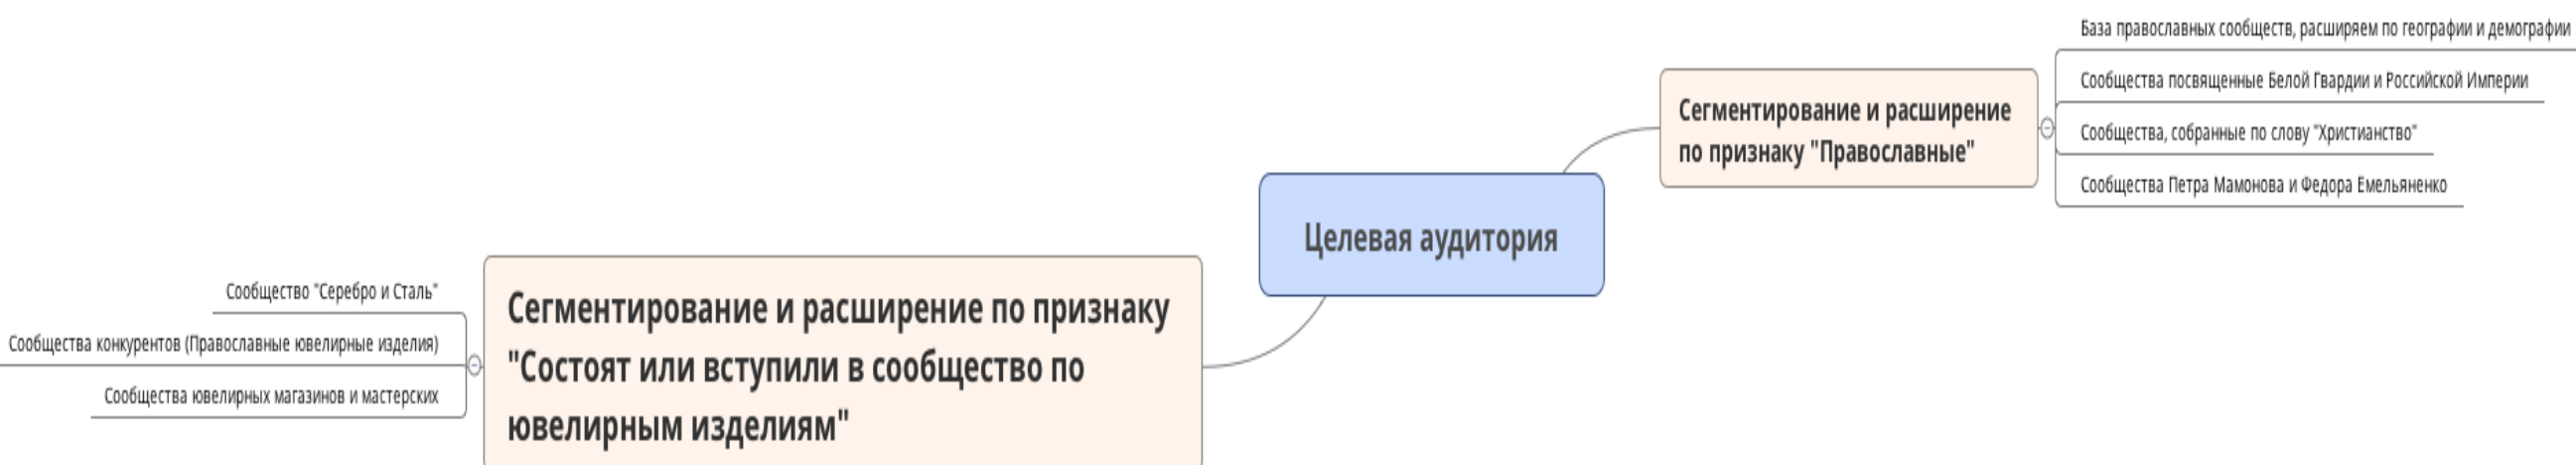 База православных сообществ, расширяем по географии и демографии
Сообщества посвященные Белой Гвардии и Российской Империи
Сегментирование и расширение
по признаку "Православные"
Сообщества, собранные по слову "Христианство"
Сообщества Петра Мамонова и Федора Емельяненко
Целевая аудитория
Сообщество "Серебро и Сталь"
Сообщества конкурентов (Православные ювелирные изделия)
Сообщества ювелирных магазинов и мастерских
Сегментирование и расширение по признаку
"Состоят или вступили в сообщество по
ювелирным изделиям"